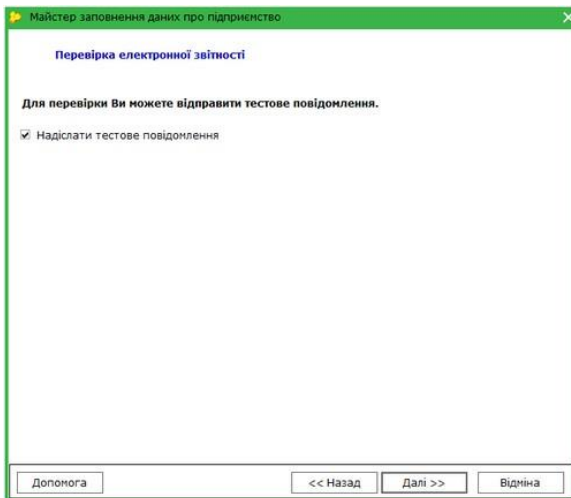 Майстер заповнення даних про підприємство
Перевірка електронної звітності
Для перевірки Ви можете відправити тестове повідомлення.
Надіслати тестове повідомлення
Допомога << Назад Далі >> Відміна